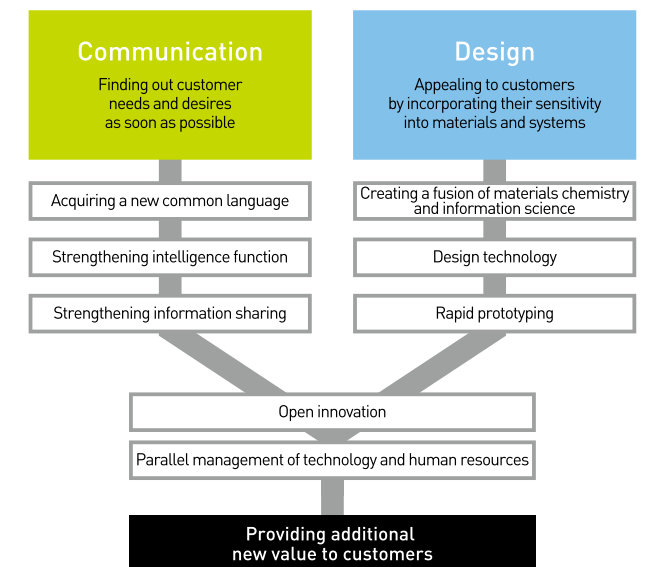 Communication
Finding out customer
needs and desires
as soon as possible
Acquiring a new common language
Strengthening intelligence function
Strengthening information sharing
Design
Appealing to customers
by incorporating their sensitivity
into materials and systems
Creating a fusion of materials chemistry
and information science
Design technology
Rapid prototyping
Open innovation
Parallel management of technology and human resources
Providing additional
new value to customers